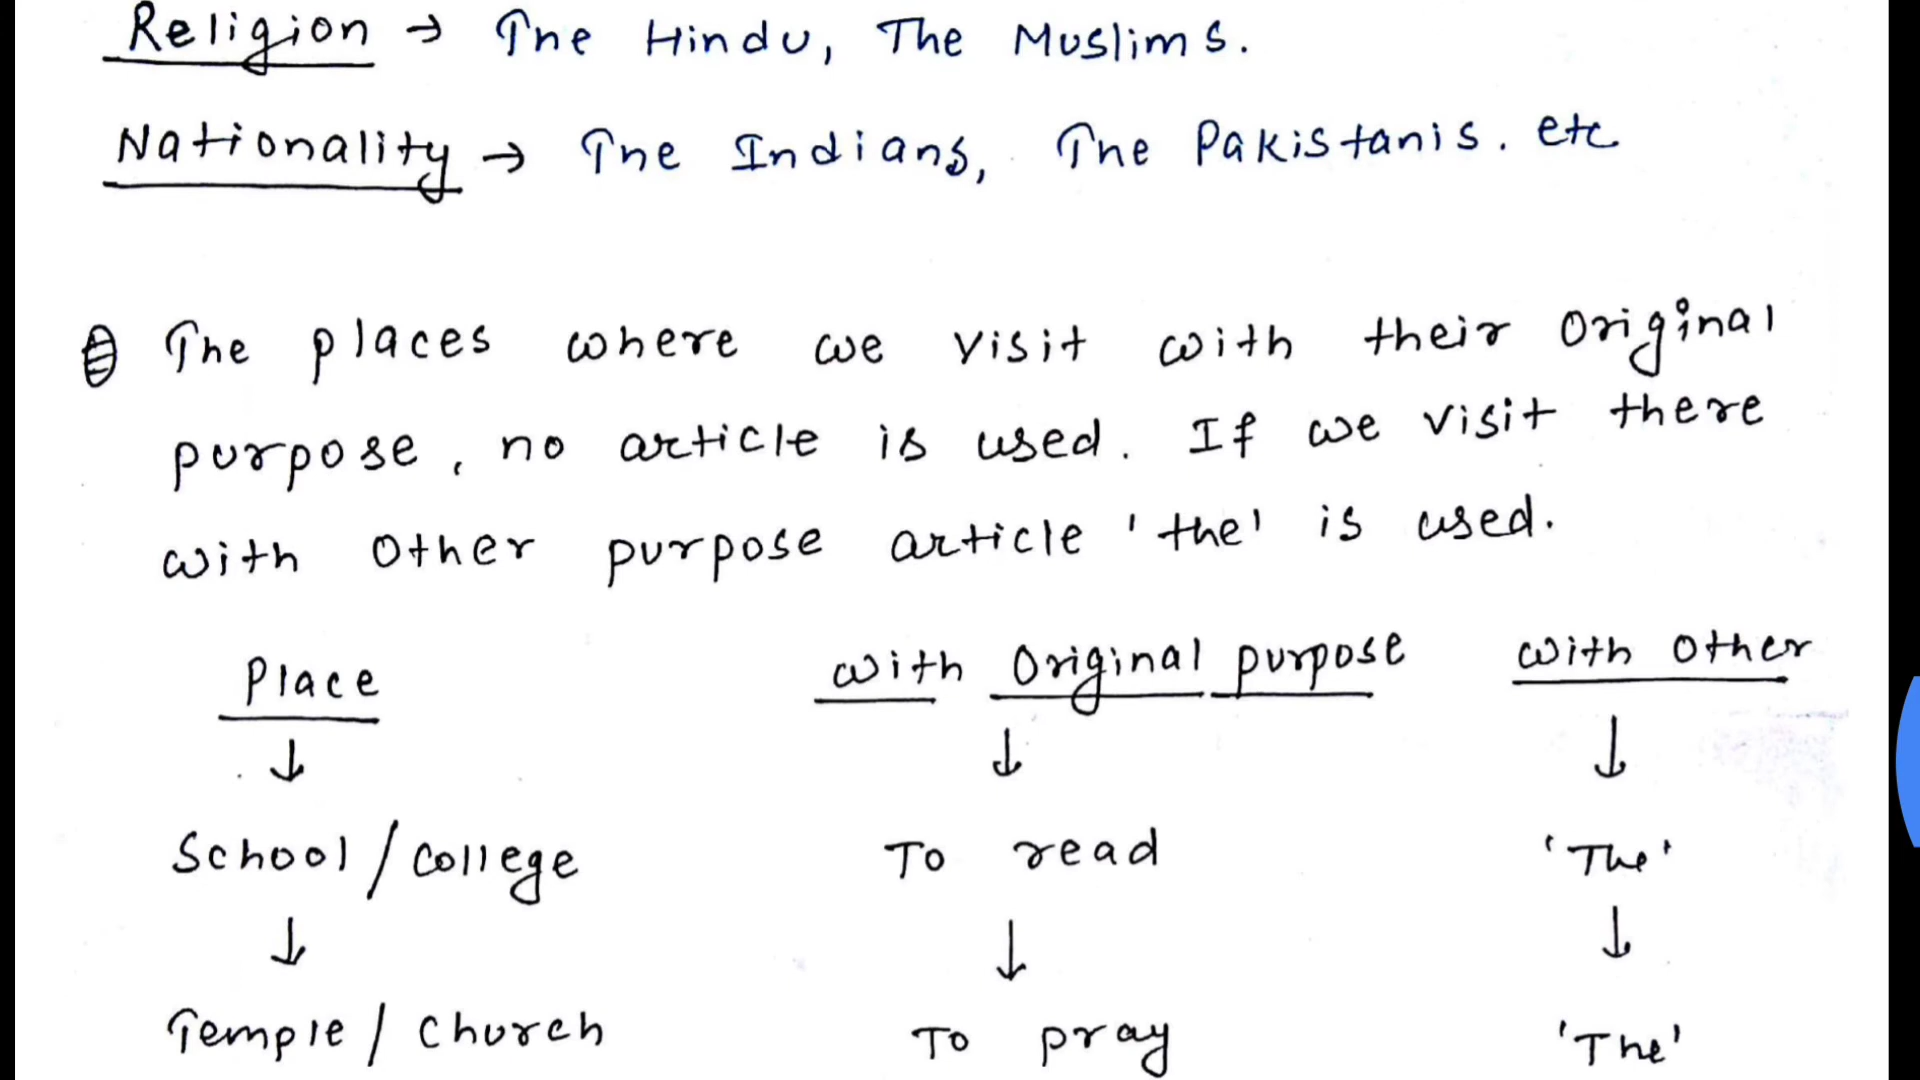 Religion → The Hindu, The Muslims.
Nationality → The Indians, The Pakistanis. etc
The places where we visit with their original
purpose, no article is used. If we visit there
with other purpose article 'the' is used.
Place With Original purpose With Other
↓ ↓ ↓
School / College To read 'The'
↓ ↓ ↓
Temple / Church To pray 'The'